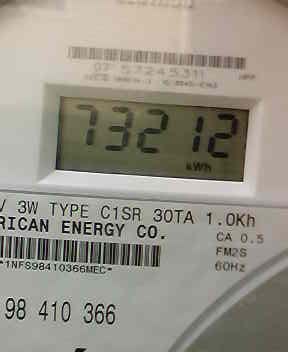 57245311
73212
kWh
V 3W TYPE C1SR 30TA 1.0Kh
RICAN ENERGY CO.
CA 0.5
FM2S
60Hz
*1NFS98410366MEC*
98 410 366